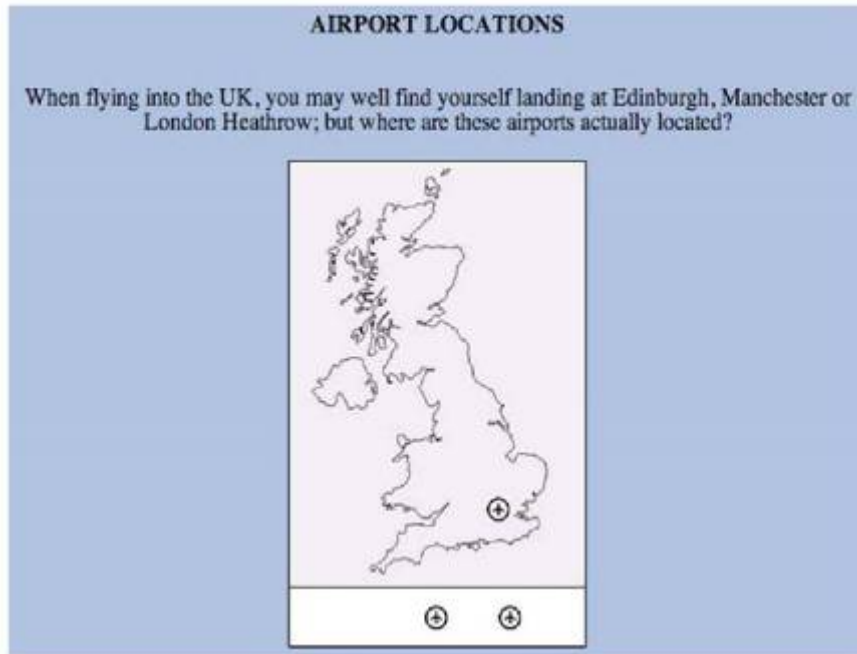 AIRPORT LOCATIONS
When flying into the UK, you may well find yourself landing at Edinburgh, Manchester or
London Heathrow; but where are these airports actually located?